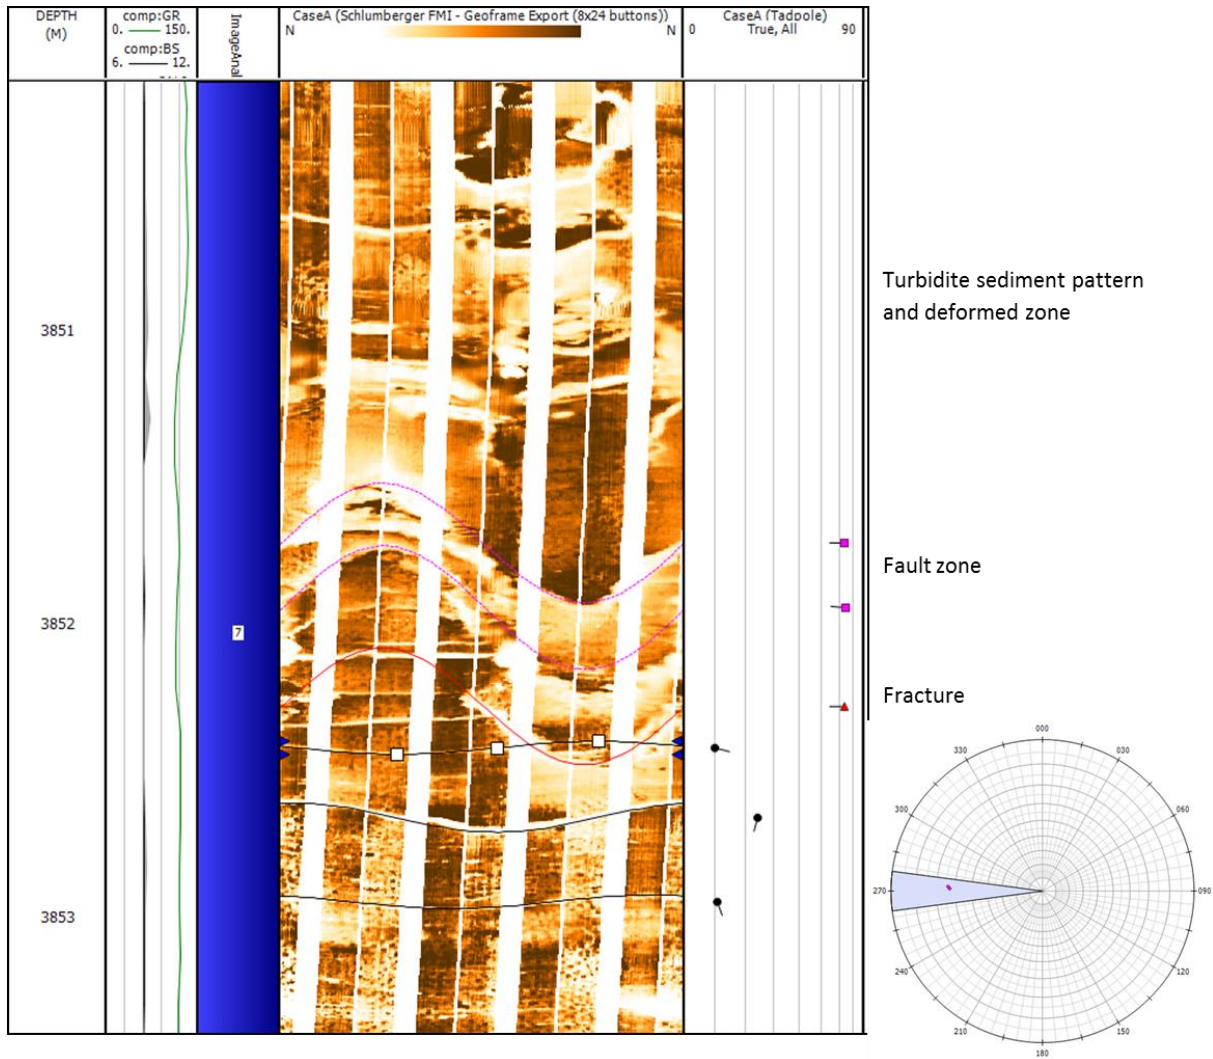 DEPTH
(M)
comp:GR
0. 150.
comp:BS
6. 12.
ImageAnal
CaseA (Schlumberger FMI - Geoframe Export (8x24 buttons))
N N
CaseA (Tadpole)
0 True, All 90
3851
3852
3853
7
Turbidite sediment pattern
and deformed zone
Fault zone
Fracture
000
330 030
300 060
270 090
240 120
210 150
180